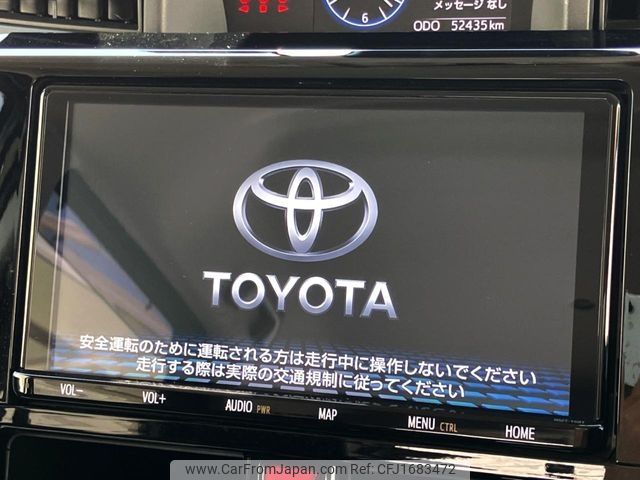 メッセージ なし
6
ODO 52435km
TOYOTA
安全運転のために運転される方は走行中に操作しないでください
走行する際は実際の交通規制に従ってください
VOL− VOL+ AUDIO PWR MAP MENU CTRL HOME
www.CarFromJapan.com Ref. No: CFJ1683472